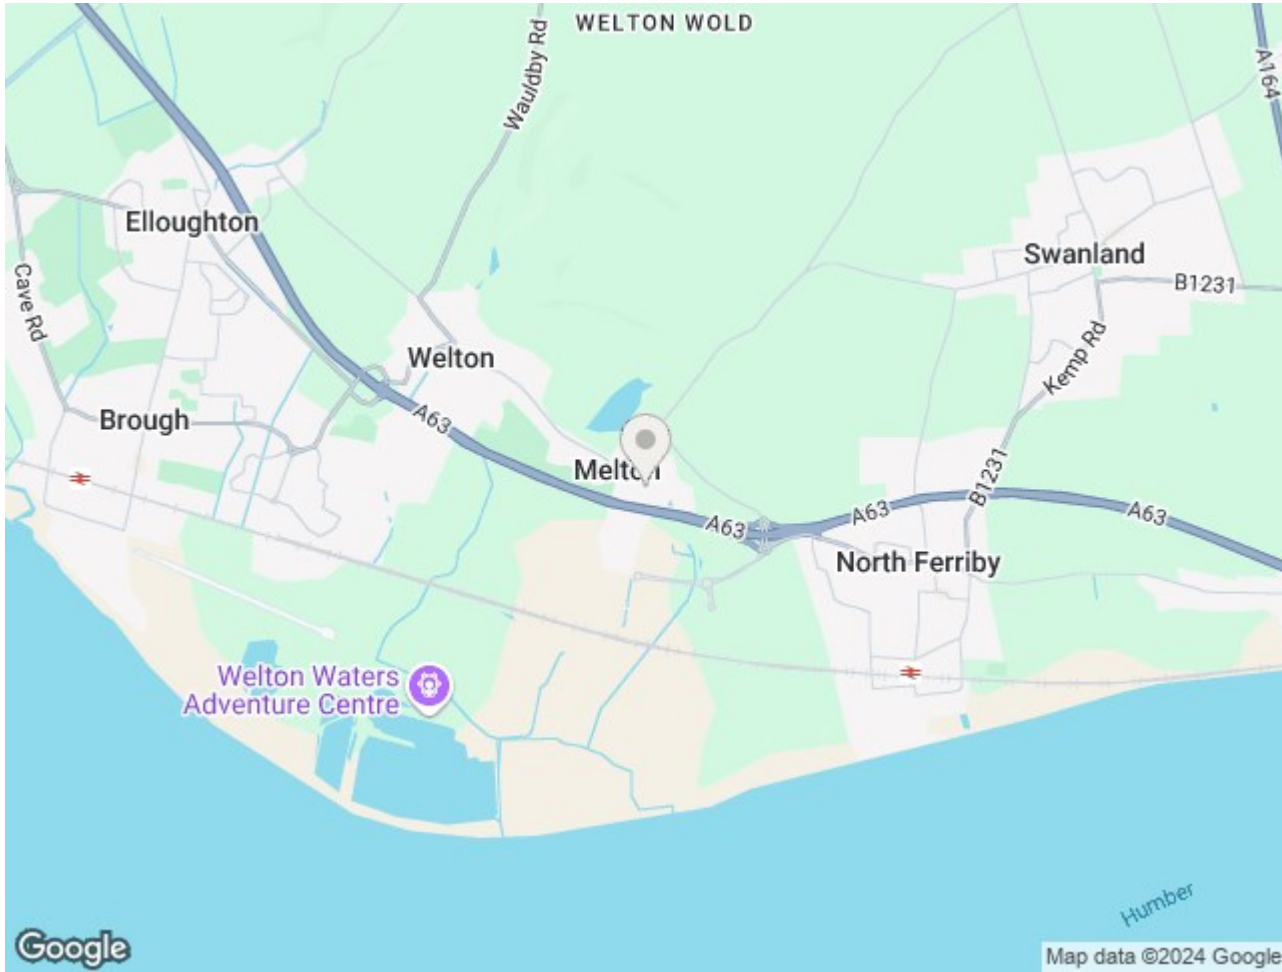 WELTON WOLD
Wauldby Rd
A164
Elloughton
Swanland
B1231
Cave Rd
Welton
Kemp Rd
Brough
A63
Melton
B1231
A63
A63
A63
North Ferriby
Welton Waters
Adventure Centre
Humber
Google
Map data ©2024 Google